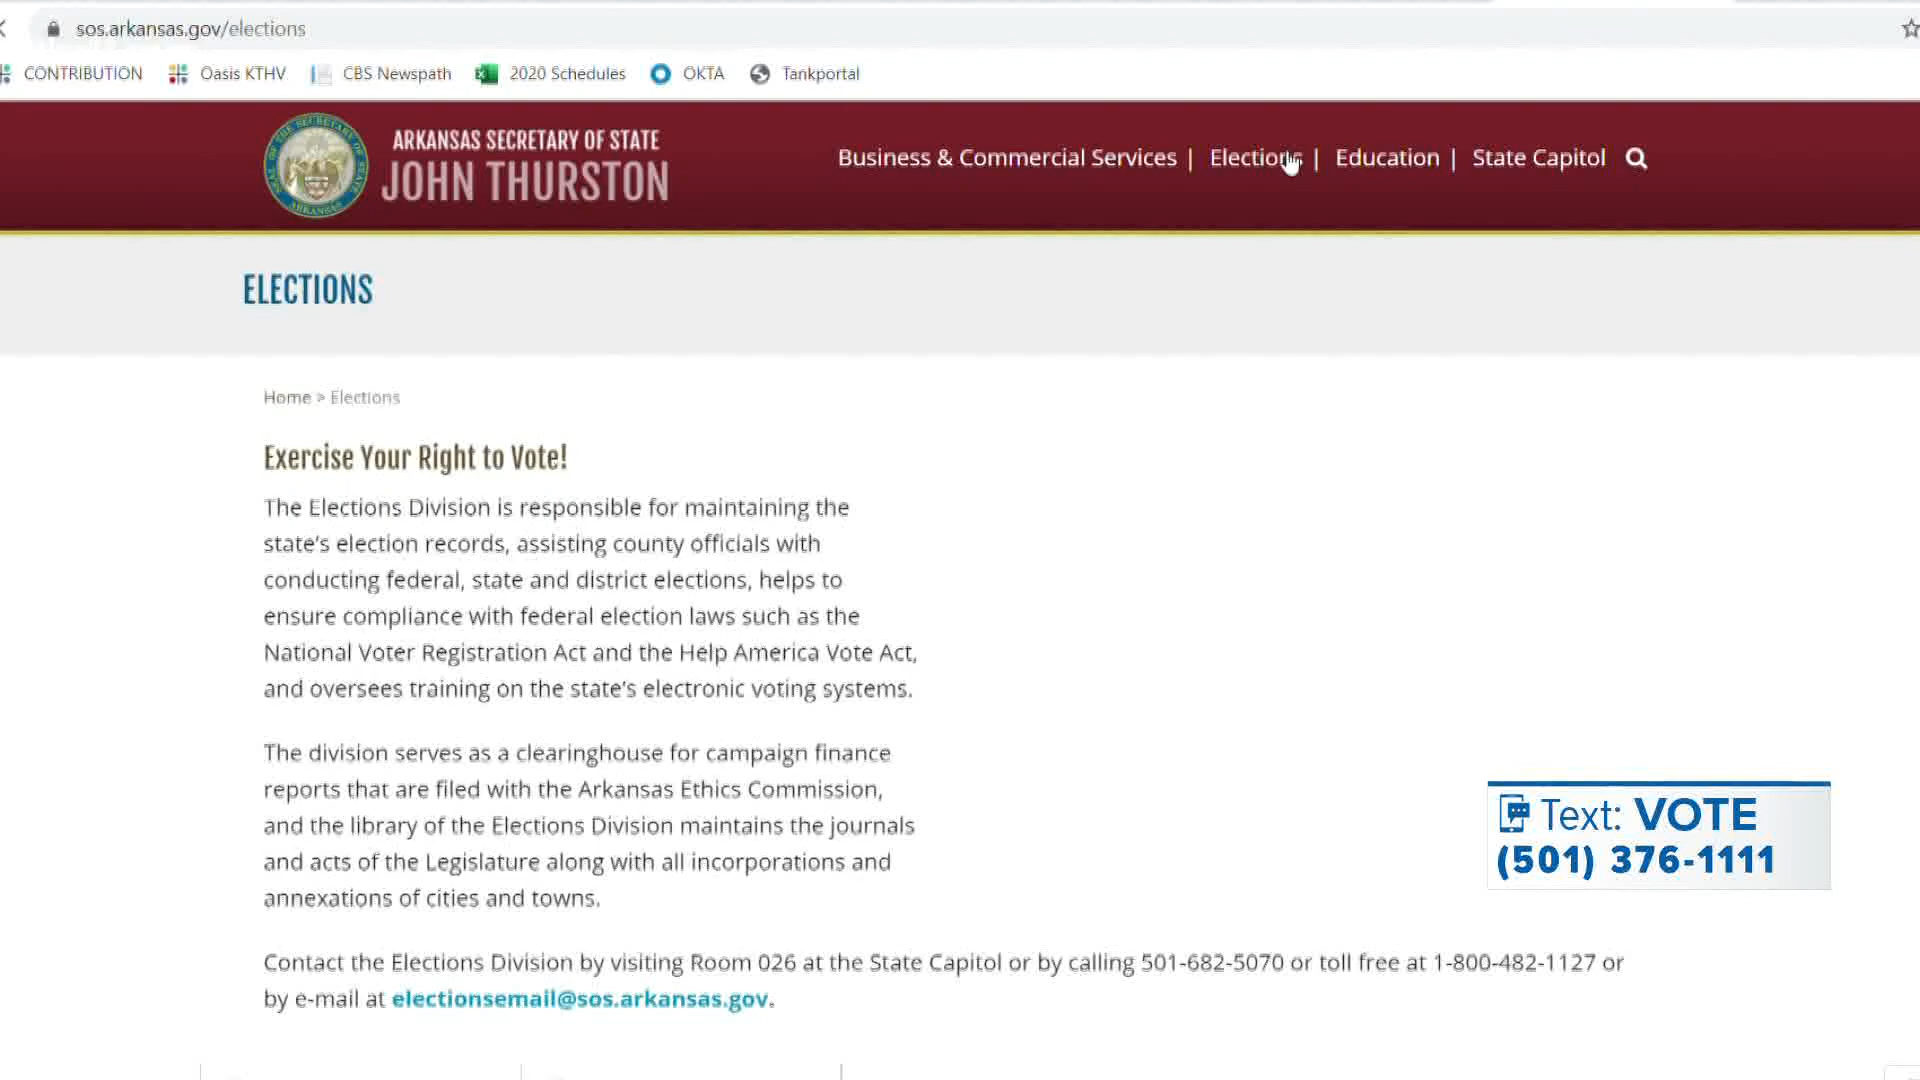 sos.arkansas.gov/elections
CONTRIBUTION Oasis KTHV CBS Newspath 2020 Schedules OKTA Tankportal
ARKANSAS SECRETARY OF STATE
JOHN THURSTON
Business & Commercial Services | Elections | Education | State Capitol
ELECTIONS
Home > Elections
Exercise Your Right to Vote!
The Elections Division is responsible for maintaining the
state's election records, assisting county officials with
conducting federal, state and district elections, helps to
ensure compliance with federal election laws such as the
National Voter Registration Act and the Help America Vote Act,
and oversees training on the state's electronic voting systems.
The division serves as a clearinghouse for campaign finance
reports that are filed with the Arkansas Ethics Commission,
and the library of the Elections Division maintains the journals
and acts of the Legislature along with all incorporations and
annexations of cities and towns.
Text: VOTE
(501) 376-1111
Contact the Elections Division by visiting Room 026 at the State Capitol or by calling 501-682-5070 or toll free at 1-800-482-1127 or
by e-mail at electionsemail@sos.arkansas.gov.